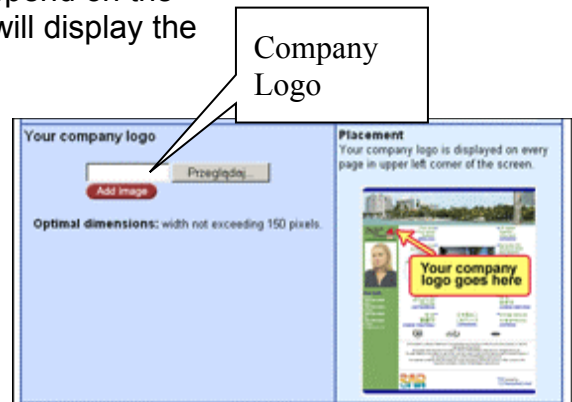 pend on the
will display the
Company
Logo
Your company logo
Przeglądaj...
Add image
Optimal dimensions: width not exceeding 150 pixels.
Placement
Your company logo is displayed on every
page in upper left corner of the screen.
Your company
logo goes here